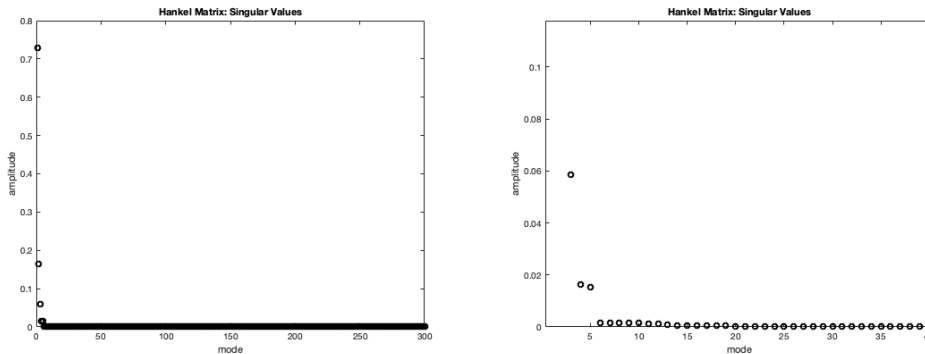 Hankel Matrix: Singular Values
0.8
0.7
0.6
0.5
0.4
0.3
0.2
0.1
0
amplitude
0 50 100 150 200 250 300
mode
Hankel Matrix: Singular Values
0.1
0.08
0.06
0.04
0.02
0
amplitude
5 10 15 20 25 30 35 40
mode